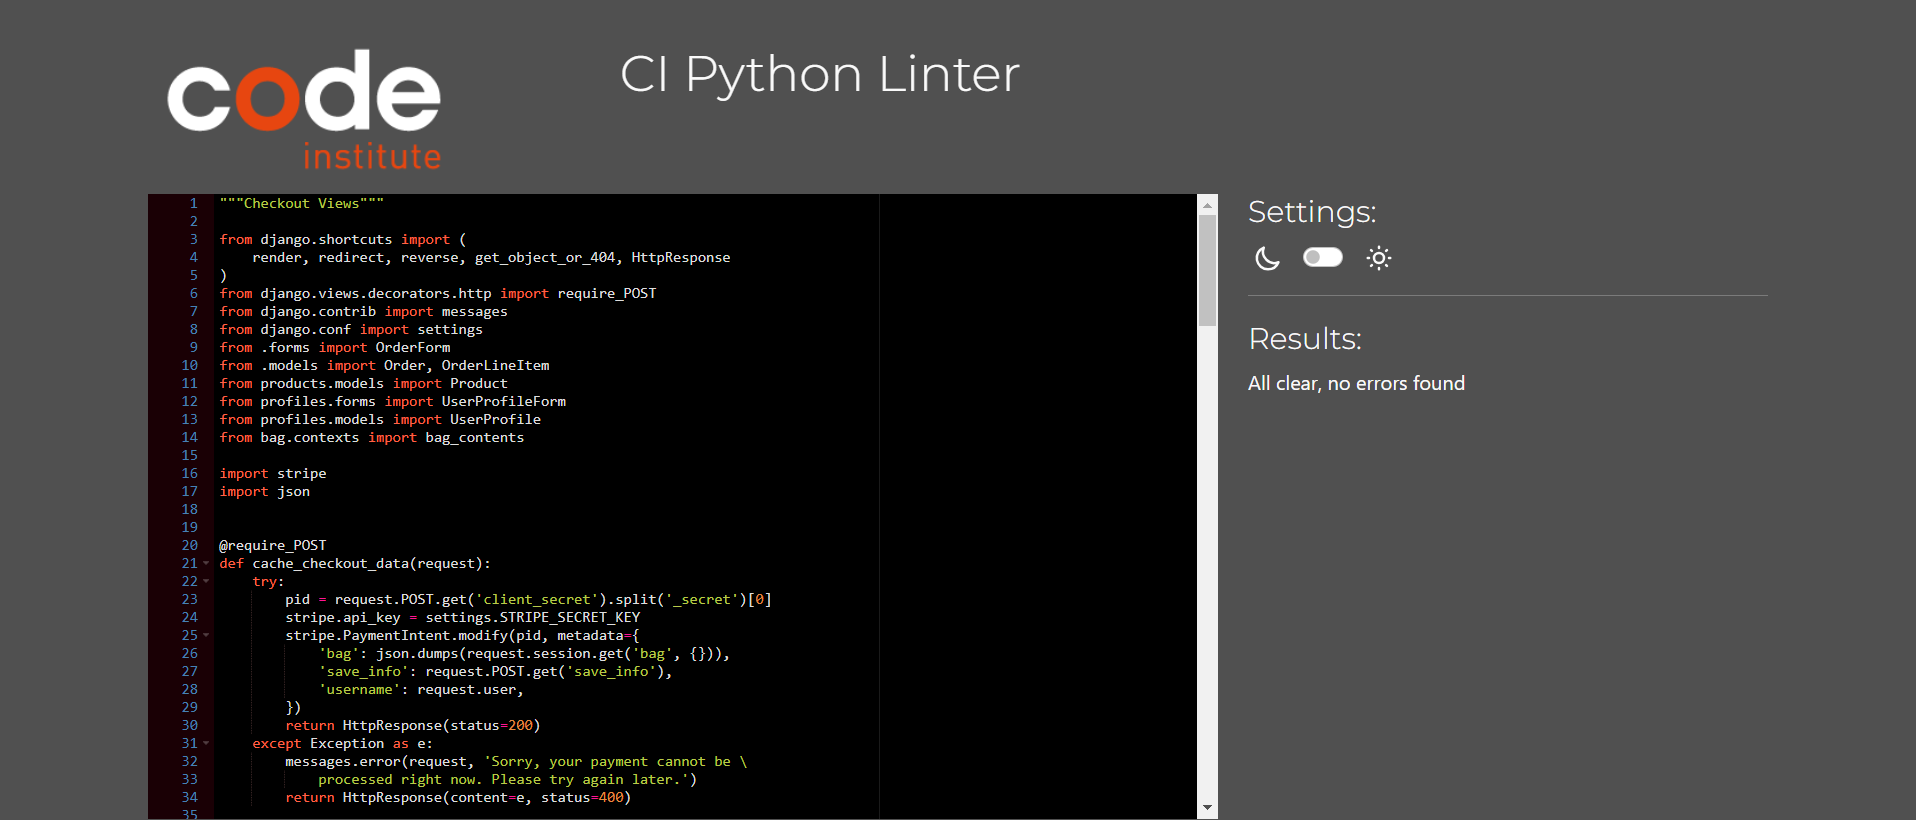 code
institute
CI Python Linter
1 """Checkout Views"""
2
3 from django.shortcuts import (
4     render, redirect, reverse, get_object_or_404, HttpResponse
5 )
6 from django.views.decorators.http import require_POST
7 from django.contrib import messages
8 from django.conf import settings
9 from .forms import OrderForm
10 from .models import Order, OrderLineItem
11 from products.models import Product
12 from profiles.forms import UserProfileForm
13 from profiles.models import UserProfile
14 from bag.contexts import bag_contents
15
16 import stripe
17 import json
18
19
20 @require_POST
21 def cache_checkout_data(request):
22     try:
23         pid = request.POST.get('client_secret').split('_secret')[0]
24         stripe.api_key = settings.STRIPE_SECRET_KEY
25         stripe.PaymentIntent.modify(pid, metadata={
26             'bag': json.dumps(request.session.get('bag', {})),
27             'save_info': request.POST.get('save_info'),
28             'username': request.user,
29         })
30         return HttpResponse(status=200)
31     except Exception as e:
32         messages.error(request, 'Sorry, your payment cannot be \
33             processed right now. Please try again later.')
34         return HttpResponse(content=e, status=400)
35
Settings:
Results:
All clear, no errors found